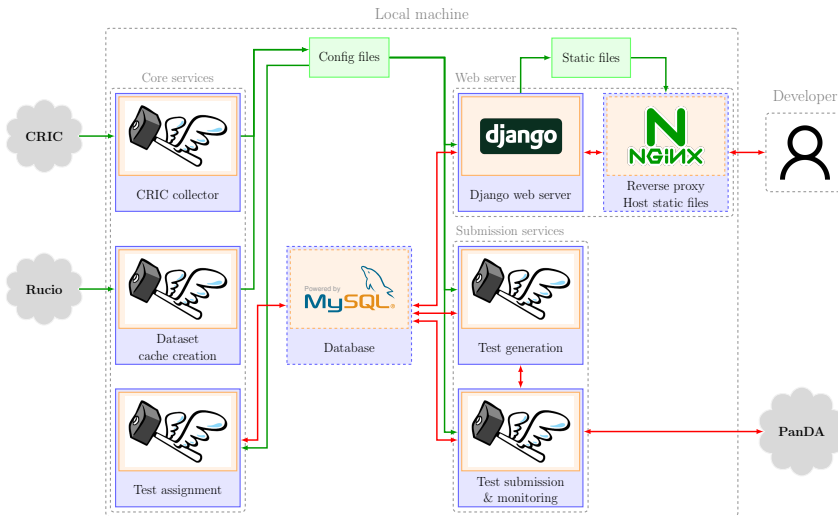 Local machine
Config files
Static files
Core services
Web server
Developer
CRIC
django
NGiNX
CRIC collector
Django web server
Reverse proxy
Host static files
Submission services
Rucio
Powered by
MySQL®
Dataset
cache creation
Database
Test generation
PanDA
Test assignment
Test submission
& monitoring